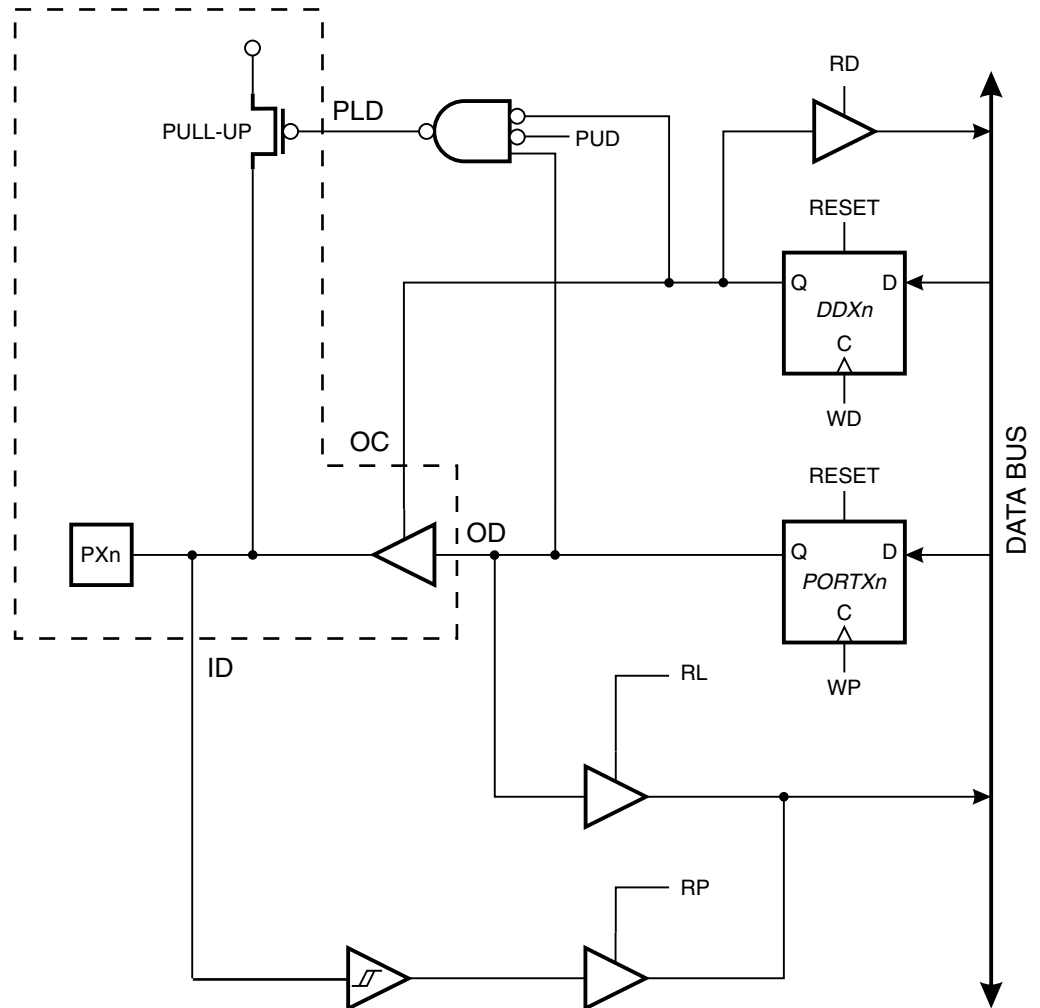 RD
PLD
PULL-UP
PUD
RESET
Q
D
DDXn
C
WD
OC
RESET
OD
PXn
Q
D
PORTXn
C
WP
DATA BUS
ID
RL
RP